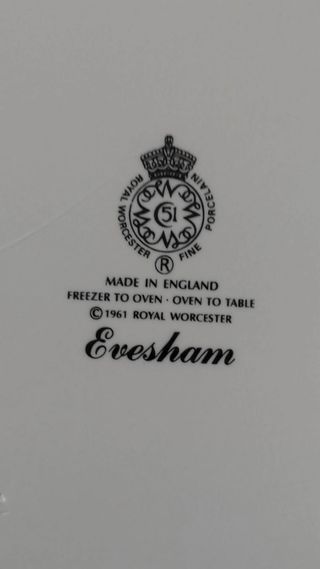 ROYAL WORCESTER FINE PORCELAIN
51
®
MADE IN ENGLAND
FREEZER TO OVEN · OVEN TO TABLE
© 1961 ROYAL WORCESTER
Evesham